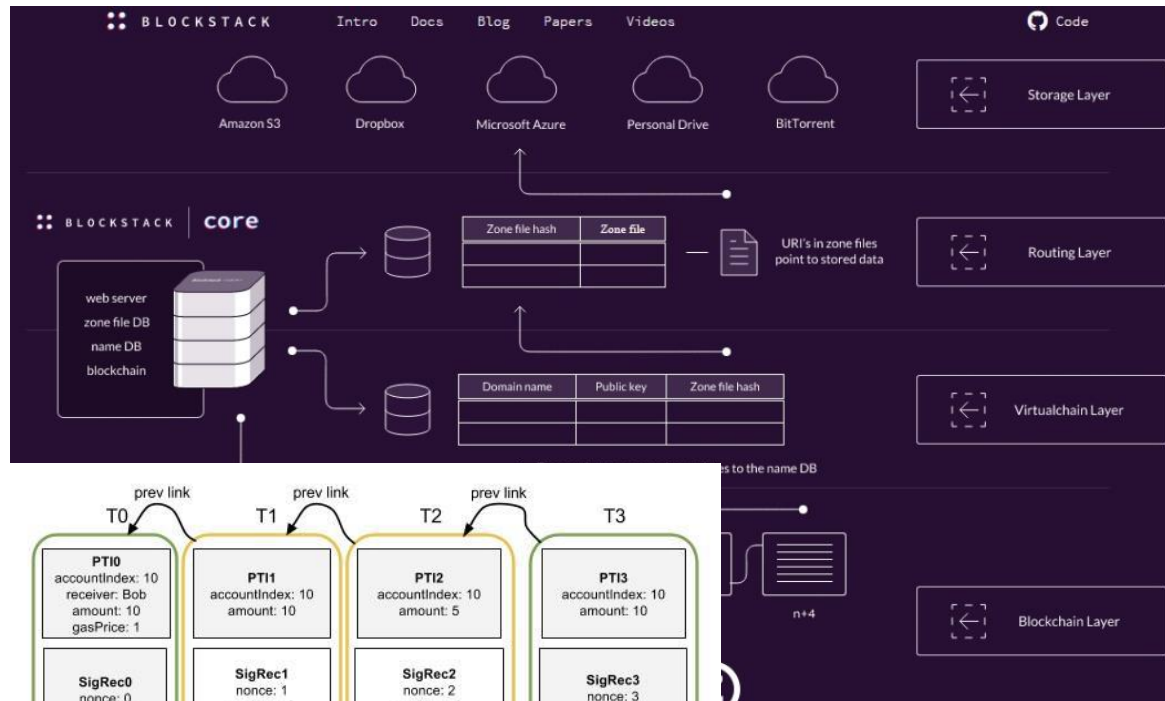 BLOCKSTACK Intro Docs Blog Papers Videos Code
Amazon S3 Dropbox Microsoft Azure Personal Drive BitTorrent
Storage Layer
BLOCKSTACK core
Zone file hash Zone file
URI's in zone files
point to stored data
Routing Layer
web server
zone file DB
name DB
blockchain
Domain name Public key Zone file hash
Virtualchain Layer
s to the name DB
n+4
Blockchain Layer
prev link prev link prev link
T0 T1 T2 T3
PTI0
accountIndex: 10
receiver: Bob
amount: 10
gasPrice: 1
PTI1
accountIndex: 10
amount: 10
PTI2
accountIndex: 10
amount: 5
PTI3
accountIndex: 10
amount: 10
SigRec0
nonce: 0
SigRec1
nonce: 1
SigRec2
nonce: 2
SigRec3
nonce: 3